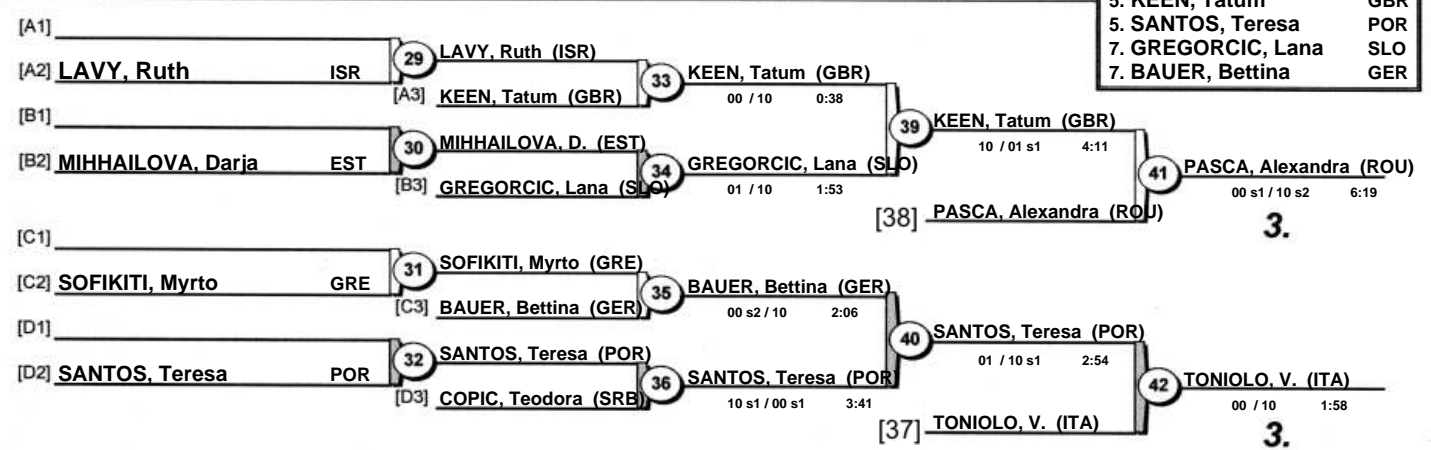 5. KEEN, Tatum GBR
5. SANTOS, Teresa POR
7. GREGORCIC, Lana SLO
7. BAUER, Bettina GER
[A1]
29 LAVY, Ruth (ISR)
[A2] LAVY, Ruth ISR
33 KEEN, Tatum (GBR)
[A3] KEEN, Tatum (GBR)
00 / 10 0:38
[B1]
39 KEEN, Tatum (GBR)
30 MIHHAILOVA, D. (EST)
10 / 01 s1 4:11
[B2] MIHHAILOVA, Darja EST
34 GREGORCIC, Lana (SLO)
41 PASCA, Alexandra (ROU)
[B3] GREGORCIC, Lana (SLO)
01 / 10 1:53
00 s1 / 10 s2 6:19
[38] PASCA, Alexandra (ROU)
3.
[C1]
31 SOFIKITI, Myrto (GRE)
[C2] SOFIKITI, Myrto GRE
35 BAUER, Bettina (GER)
[C3] BAUER, Bettina (GER)
00 s2 / 10 2:06
[D1]
40 SANTOS, Teresa (POR)
32 SANTOS, Teresa (POR)
01 / 10 s1 2:54
[D2] SANTOS, Teresa POR
36 SANTOS, Teresa (POR)
42 TONIOLO, V. (ITA)
[D3] COPIC, Teodora (SRB)
10 s1 / 00 s1 3:41
00 / 10 1:58
[37] TONIOLO, V. (ITA)
3.